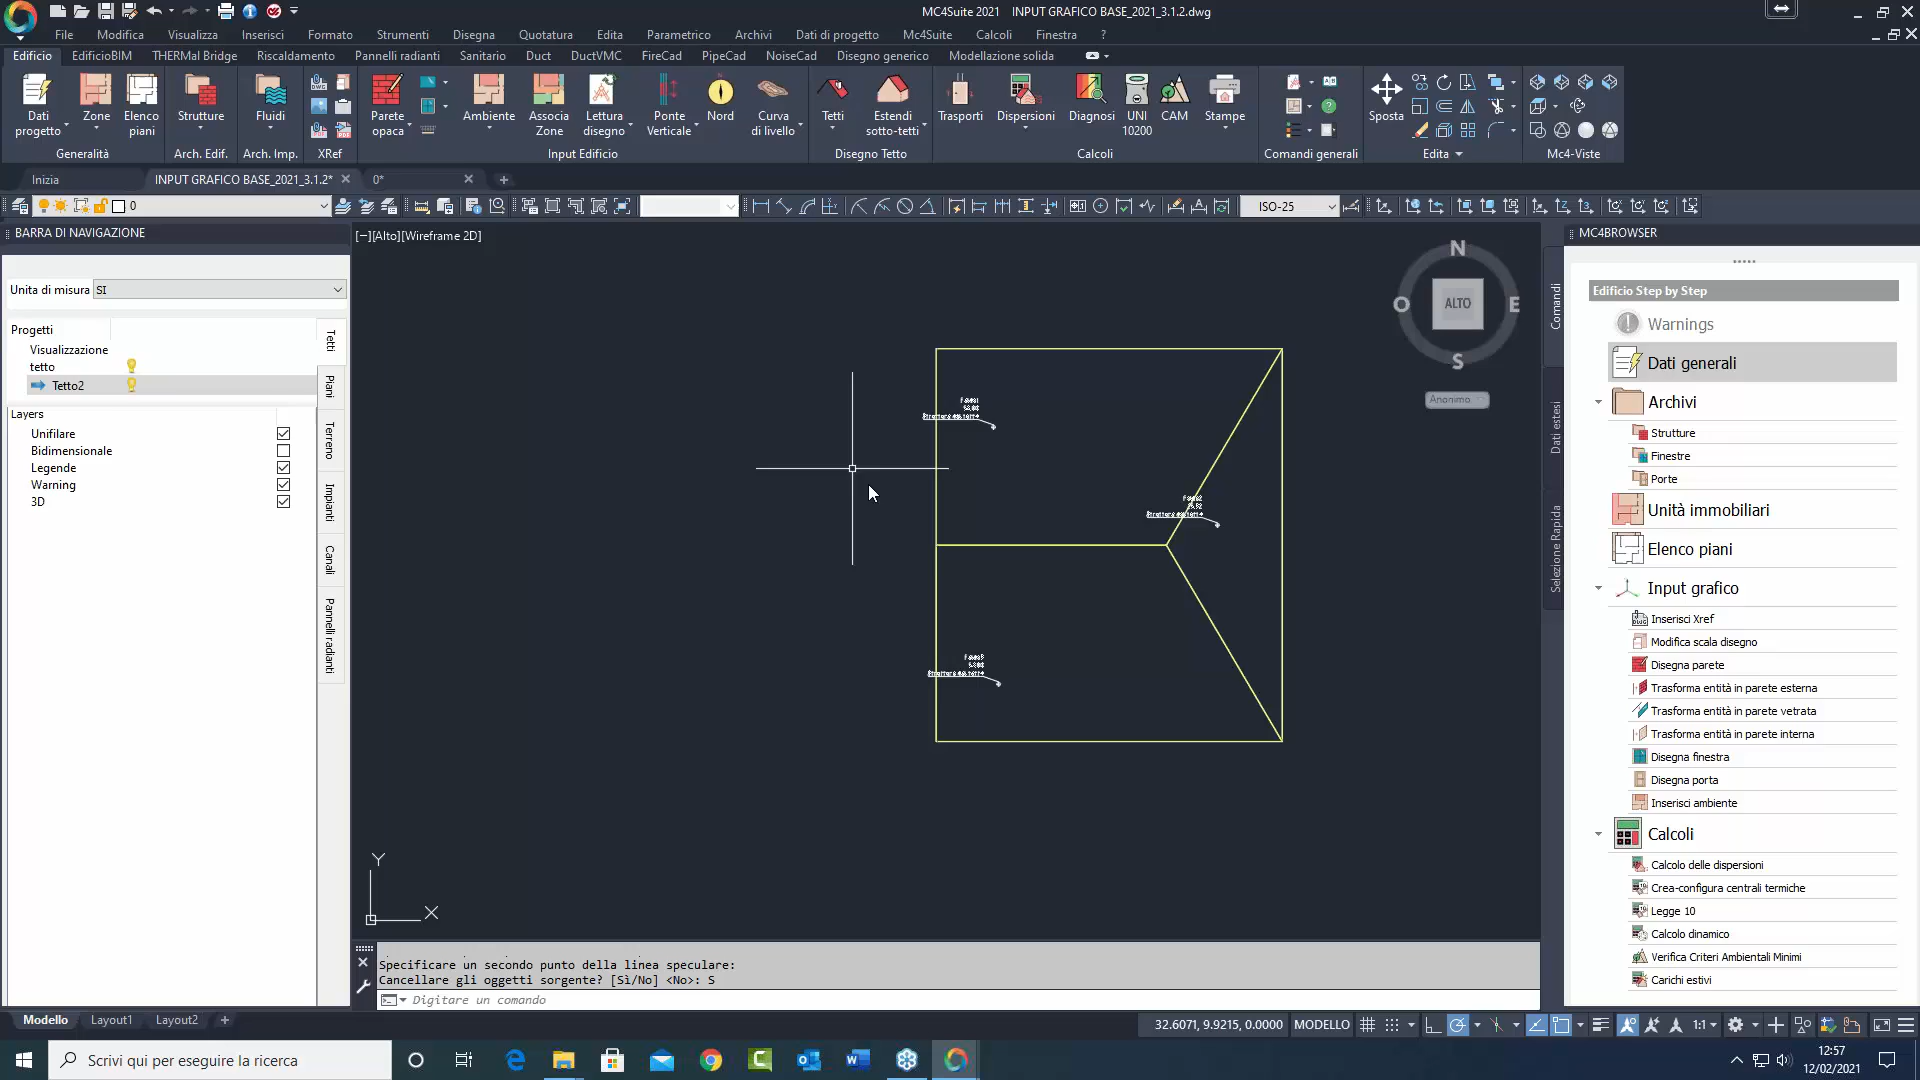 MC4Suite 2021 INPUT GRAFICO BASE_2021_3.1.2.dwg
File Modifica Visualizza Inserisci Formato Strumenti Disegna Quotatura Edita Parametrico Archivi Dati di progetto Mc4Suite Calcoli Finestra ?
Edificio EdificioBIM THERMal Bridge Riscaldamento Pannelli radianti Sanitario Duct DuctVMC FireCad PipeCad NoiseCad Disegno generico Modellazione solida
Dati progetto
Zone
Elenco piani
Strutture
Fluidi
Parete opaca
Ambiente
Associa Zone
Lettura disegno
Ponte Verticale
Nord
Curva di livello
Tetti
Estendi sotto-tetti
Trasporti
Dispersioni
Diagnosi
UNI 10200
CAM
Stampe
Sposta
Generalità Arch. Edif. Arch. Imp. XRef Input Edificio Disegno Tetto Calcoli Comandi generali Edita Mc4-Viste
Inizia INPUT GRAFICO BASE_2021_3.1.2* 0*
0 ISO-25
BARRA DI NAVIGAZIONE
Unita di misura SI
Progetti
Visualizzazione
tetto
Tetto2
Layers
Unifilare
Bidimensionale
Legende
Warning
3D
Tetti
Piani
Terreno
Impianti
Canali
Pannelli radianti
[−][Alto][Wireframe 2D]
N
O ALTO E
S
Anonimo
Y
X
Comandi
Dati estesi
Selezione Rapida
MC4BROWSER
Edificio Step by Step
Warnings
Dati generali
Archivi
Strutture
Finestre
Porte
Unità immobiliari
Elenco piani
Input grafico
Inserisci Xref
Modifica scala disegno
Disegna parete
Trasforma entità in parete esterna
Trasforma entità in parete vetrata
Trasforma entità in parete interna
Disegna finestra
Disegna porta
Inserisci ambiente
Calcoli
Calcolo delle dispersioni
Crea-configura centrali termiche
Legge 10
Calcolo dinamico
Verifica Criteri Ambientali Minimi
Carichi estivi
Specificare un secondo punto della linea speculare:
Cancellare gli oggetti sorgente? [Sì/No] <No>: S
Digitare un comando
Modello Layout1 Layout2 +
32.6071, 9.9215, 0.0000 MODELLO 1:1
Scrivi qui per eseguire la ricerca
12:57
12/02/2021